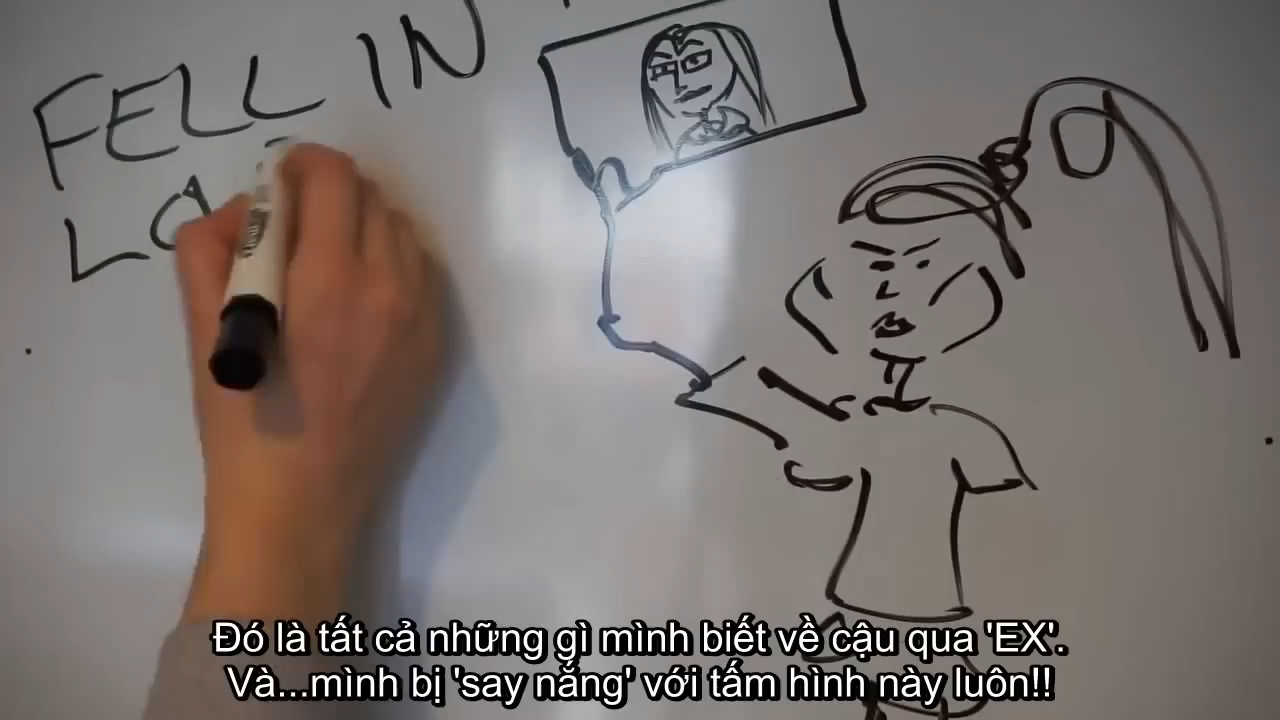 FELL IN
LO
Đó là tất cả những gì mình biết về cậu qua 'EX'.
Và...mình bị 'say nắng' với tấm hình này luôn!!